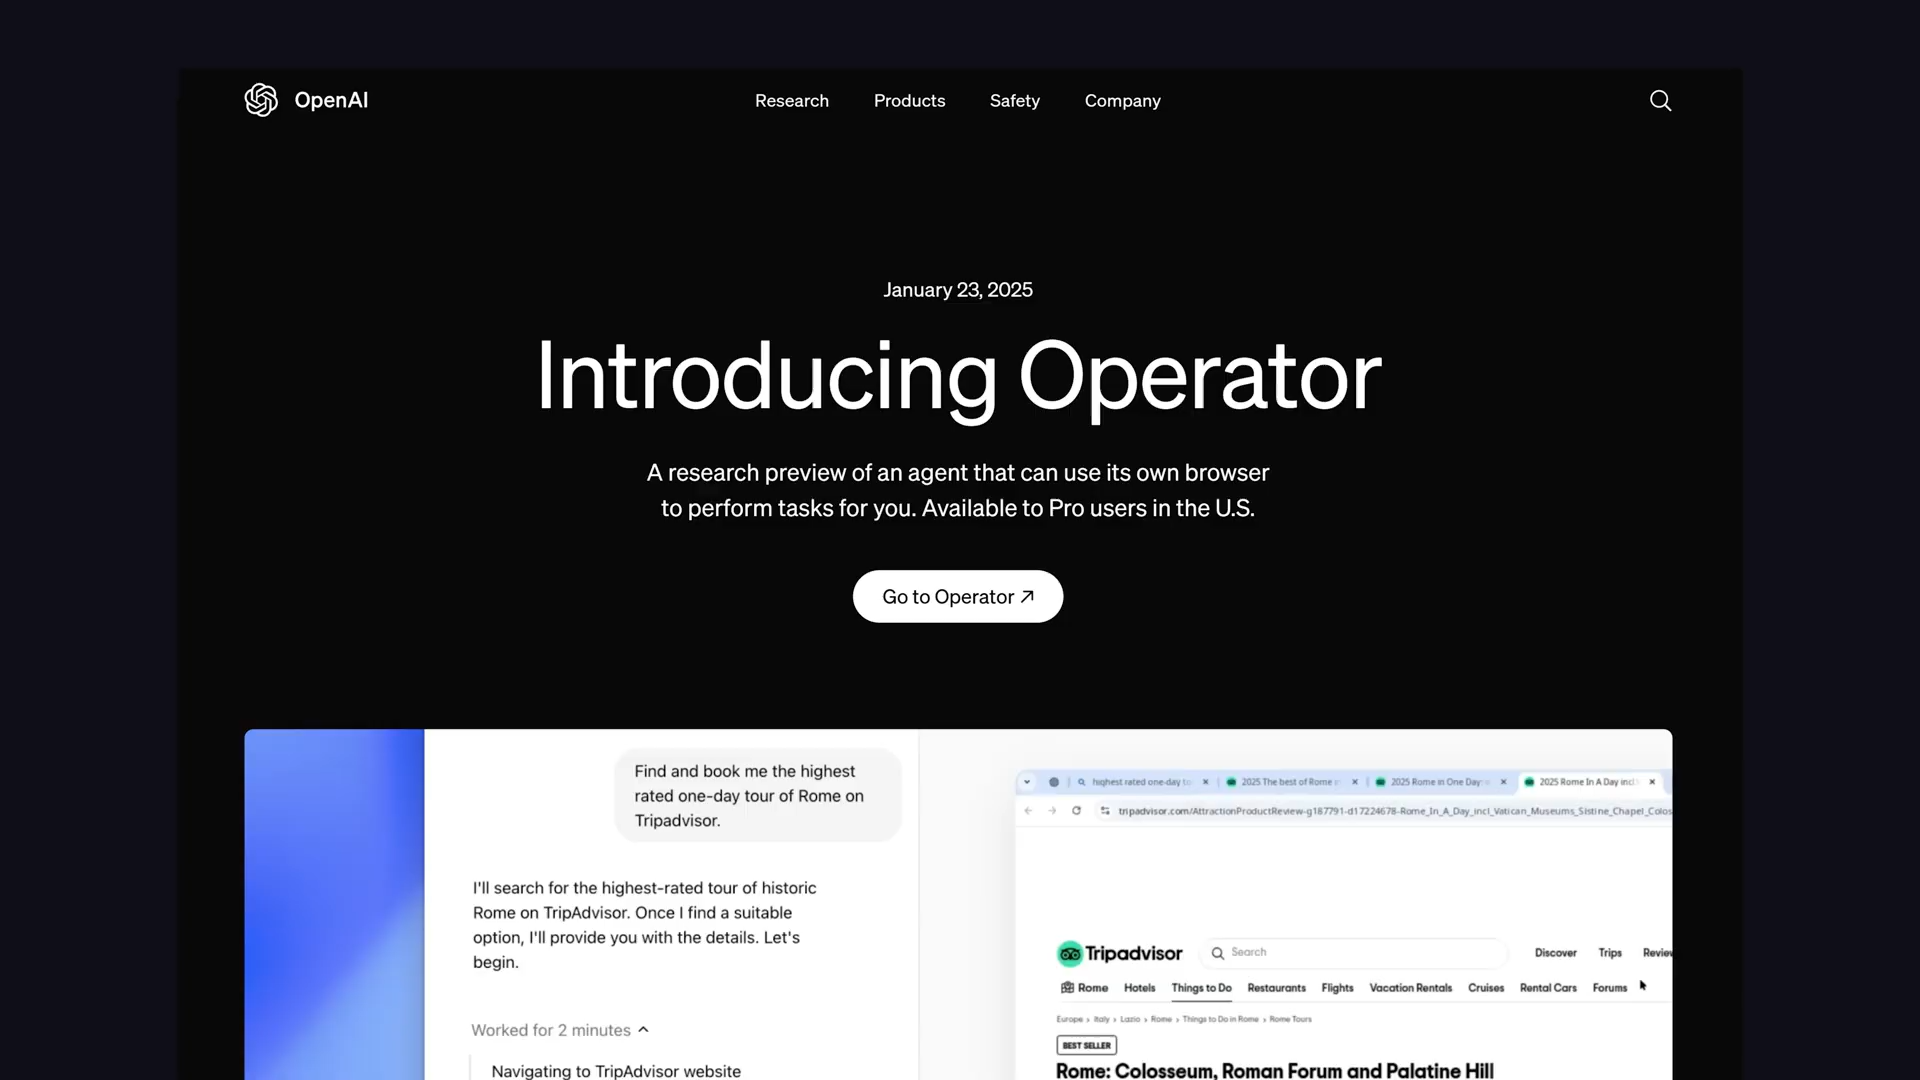 OpenAI
Research
Products
Safety
Company
January 23, 2025
Introducing Operator
A research preview of an agent that can use its own browser
to perform tasks for you. Available to Pro users in the U.S.
Go to Operator ↗
Find and book me the highest
rated one-day tour of Rome on
Tripadvisor.
I'll search for the highest-rated tour of historic
Rome on TripAdvisor. Once I find a suitable
option, I'll provide you with the details. Let's
begin.
Worked for 2 minutes
Navigating to TripAdvisor website
highest rated one-day to
2025 The best of Rome in
2025 Rome in One Day
2025 Rome In A Day incl
tripadvisor.com/AttractionProductReview-g187791-d17224678-Rome_In_A_Day_incl_Vatican_Museums_Sistine_Chapel_Colos
Tripadvisor
Search
Discover
Trips
Review
Rome
Hotels
Things to Do
Restaurants
Flights
Vacation Rentals
Cruises
Rental Cars
Forums
Europe › Italy › Lazio › Rome › Things to Do in Rome › Rome Tours
BEST SELLER
Rome: Colosseum, Roman Forum and Palatine Hill